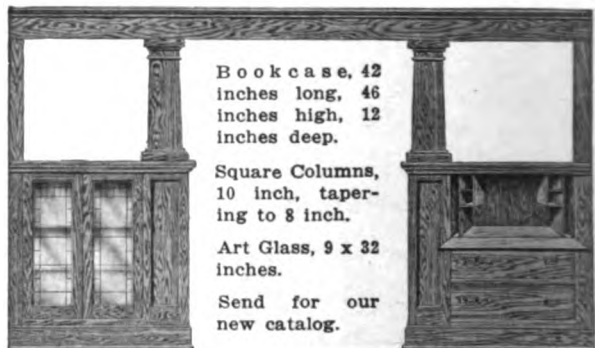 Bookcase, 42
inches long, 46
inches high, 12
inches deep.
Square Columns,
10 inch, taper-
ing to 8 inch.
Art Glass, 9 x 32
inches.
Send for our
new catalog.